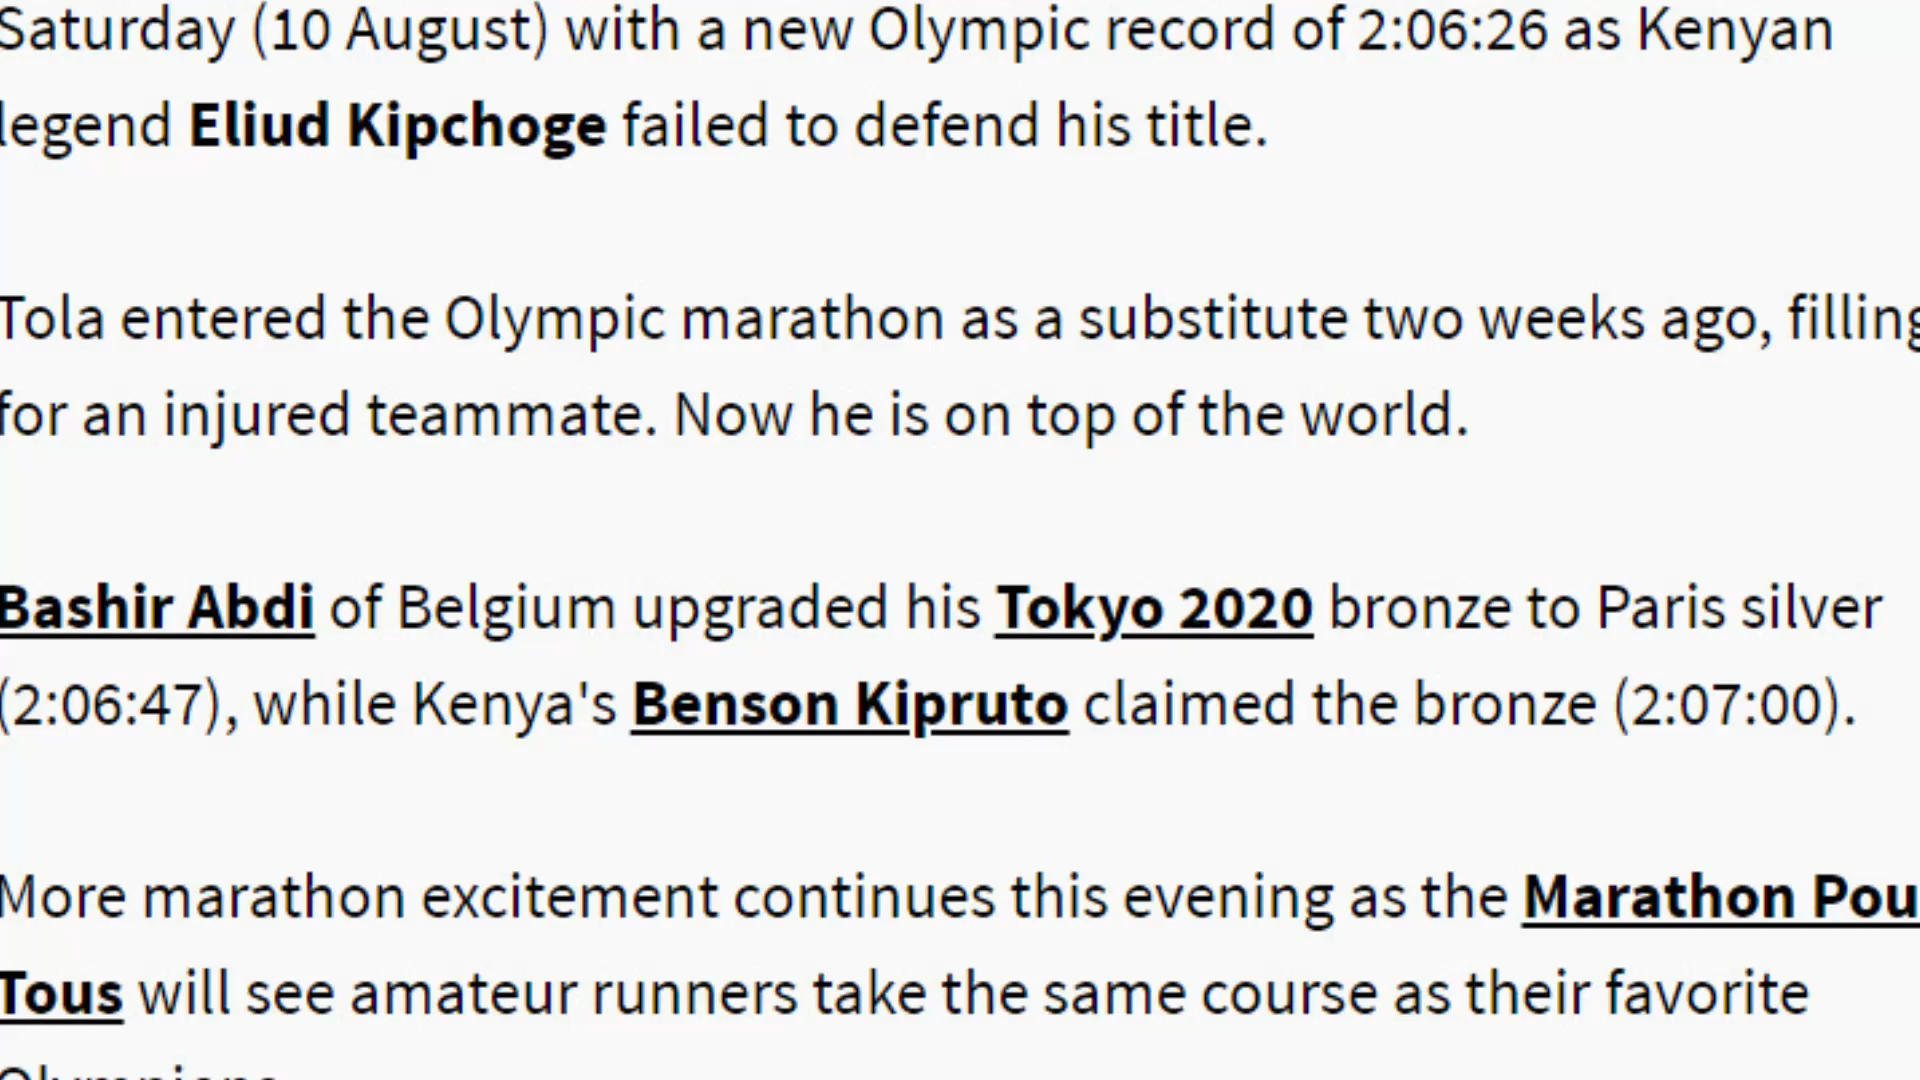 Saturday (10 August) with a new Olympic record of 2:06:26 as Kenyan
legend Eliud Kipchoge failed to defend his title.
Tola entered the Olympic marathon as a substitute two weeks ago, filling
for an injured teammate. Now he is on top of the world.
Bashir Abdi of Belgium upgraded his Tokyo 2020 bronze to Paris silver
(2:06:47), while Kenya's Benson Kipruto claimed the bronze (2:07:00).
More marathon excitement continues this evening as the Marathon Pou
Tous will see amateur runners take the same course as their favorite